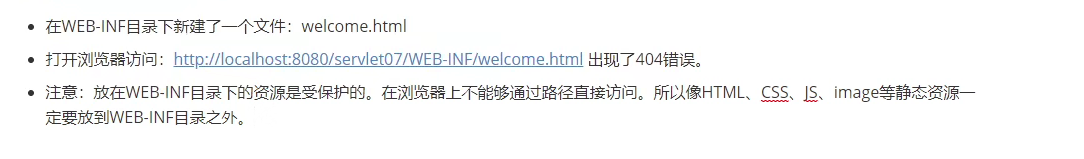 在WEB-INF目录下新建了一个文件：welcome.html
打开浏览器访问：http://localhost:8080/servlet07/WEB-INF/welcome.html 出现了404错误。
注意：放在WEB-INF目录下的资源是受保护的。在浏览器上不能够通过路径直接访问。所以像HTML、CSS、JS、image等静态资源一
定要放到WEB-INF目录之外。